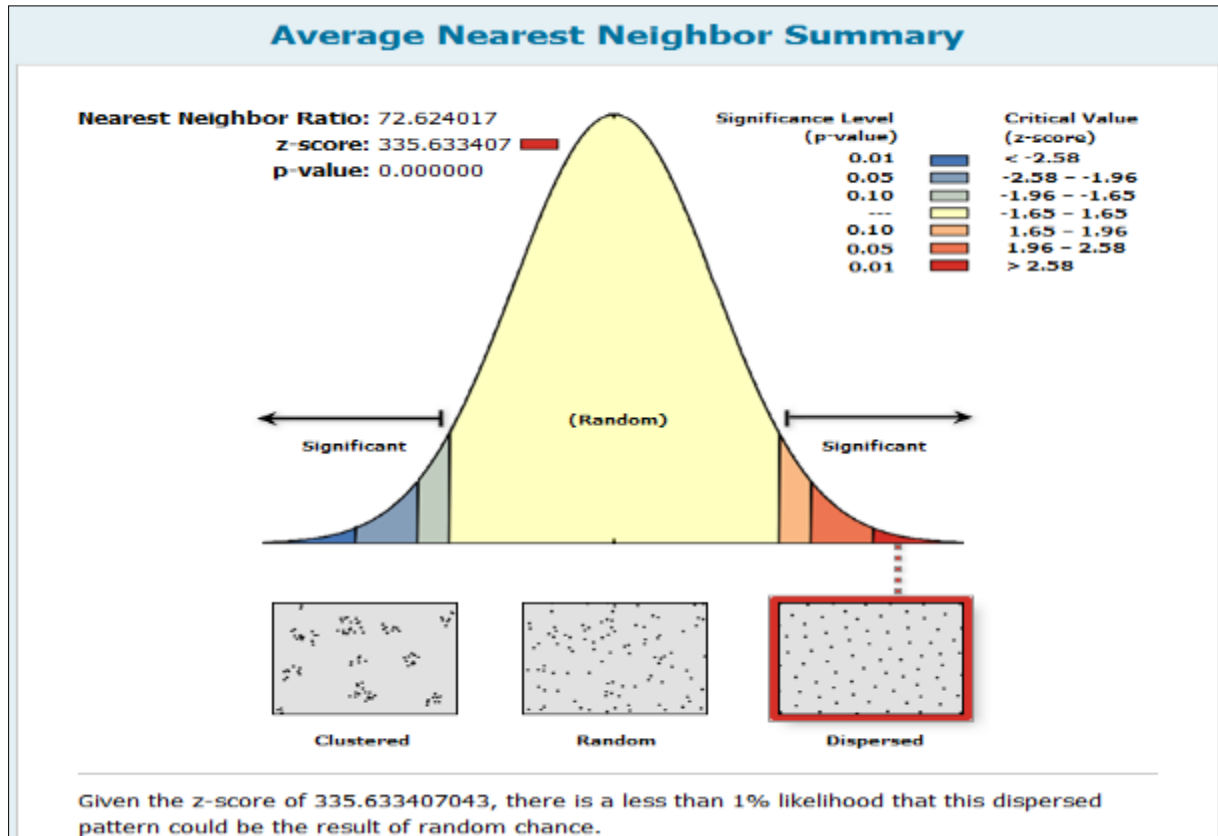 Average Nearest Neighbor Summary
Nearest Neighbor Ratio: 72.624017
z-score: 335.633407
p-value: 0.000000
Significance Level
(p-value)
Critical Value
(z-score)
0.01 < -2.58
0.05 -2.58 – -1.96
0.10 -1.96 – -1.65
--- -1.65 – 1.65
0.10 1.65 – 1.96
0.05 1.96 – 2.58
0.01 > 2.58
(Random)
Significant
Significant
Clustered
Random
Dispersed
Given the z-score of 335.633407043, there is a less than 1% likelihood that this dispersed
pattern could be the result of random chance.